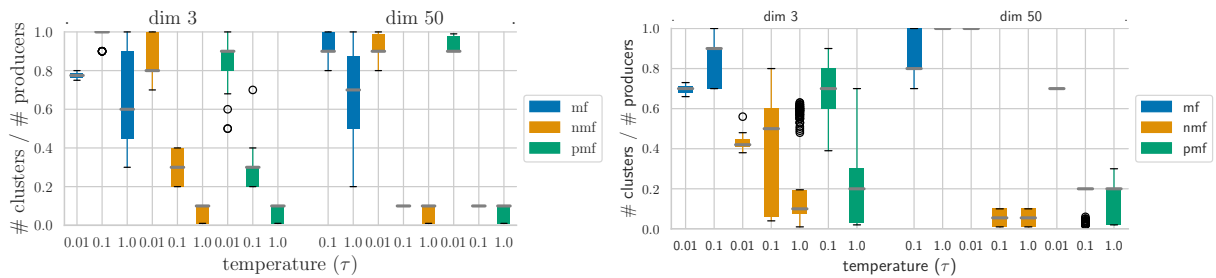 dim 3
dim 50
# clusters / # producers
1.0
0.8
0.6
0.4
0.2
0.0
0.01 0.1 1.0 0.01 0.1 1.0 0.01 0.1 1.0 0.1 1.0 0.01 0.1 1.0 0.01 0.1 1.0
temperature (τ)
mf
nmf
pmf
dim 3
dim 50
# clusters / # producers
1.0
0.8
0.6
0.4
0.2
0.0
0.01 0.1 0.01 0.1 1.0 0.1 1.0 0.1 1.0 0.01 0.1 1.0 0.01 0.1 1.0
temperature (τ)
mf
nmf
pmf